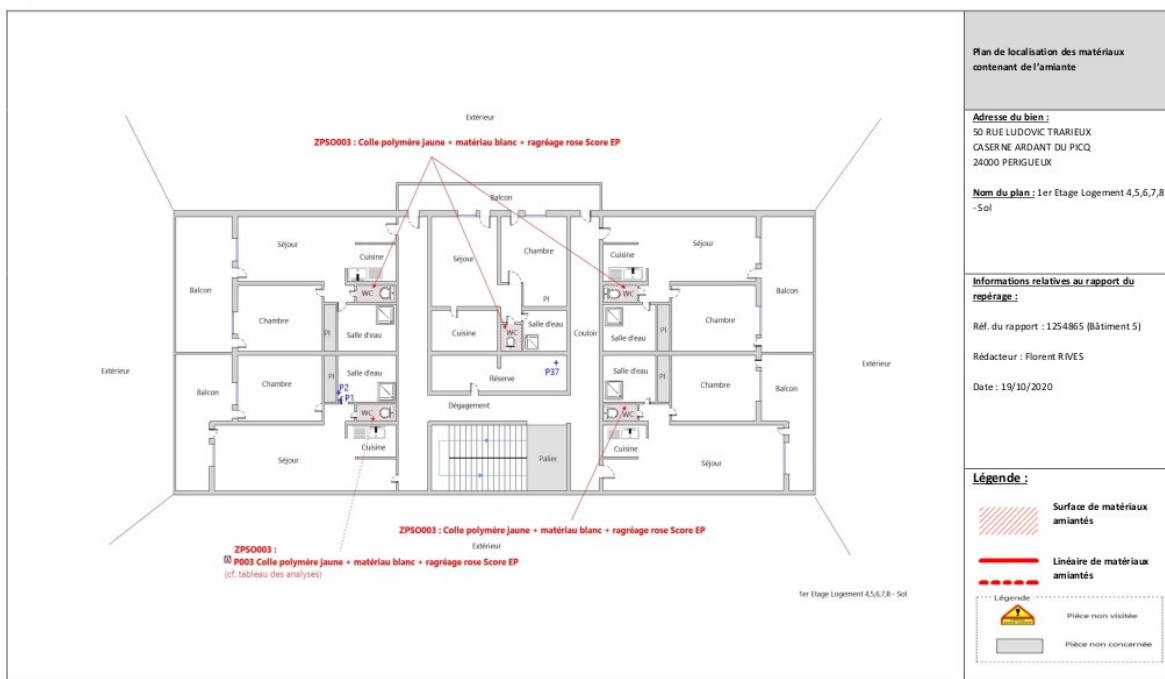 Plan de localisation des matériaux
contenant de l'amiante
Adresse du bien :
50 RUE LUDOVIC TRARIEUX
CASERNE ARDANT DU PICQ
24000 PERIGUEUX
Nom du plan : 1er Etage Logement 4,5,6,7,8
- Sol
Informations relatives au rapport du
repérage :
Réf. du rapport : 1254865 (Bâtiment 5)
Rédacteur : Florent RIVES
Date : 19/10/2020
Légende :
Surface de matériaux
amiantés
Linéaire de matériaux
amiantés
Légende
Pièce non visitée
Pièce non concernée
Extérieur
ZPSO003 : Colle polymère jaune + matériau blanc + ragréage rose Score EP
Balcon
Séjour
Cuisine
WC
Balcon
Chambre
Pl
Salle d'eau
Séjour
Chambre
Pl
Cuisine
WC
Salle d'eau
Couloir
Réserve
P37
Dégagement
Palier
Cuisine
Séjour
WC
Salle d'eau
Pl
Chambre
Balcon
Extérieur
Balcon
Chambre
Pl
Salle d'eau
P2
P1
WC
Cuisine
Séjour
Salle d'eau
Pl
Chambre
Balcon
WC
Cuisine
Séjour
Extérieur
ZPSO003 : Colle polymère jaune + matériau blanc + ragréage rose Score EP
Extérieur
ZPSO003 :
P003 Colle polymère jaune + matériau blanc + ragréage rose Score EP
(cf. tableau des analyses)
1er Etage Logement 4,5,6,7,8 - Sol